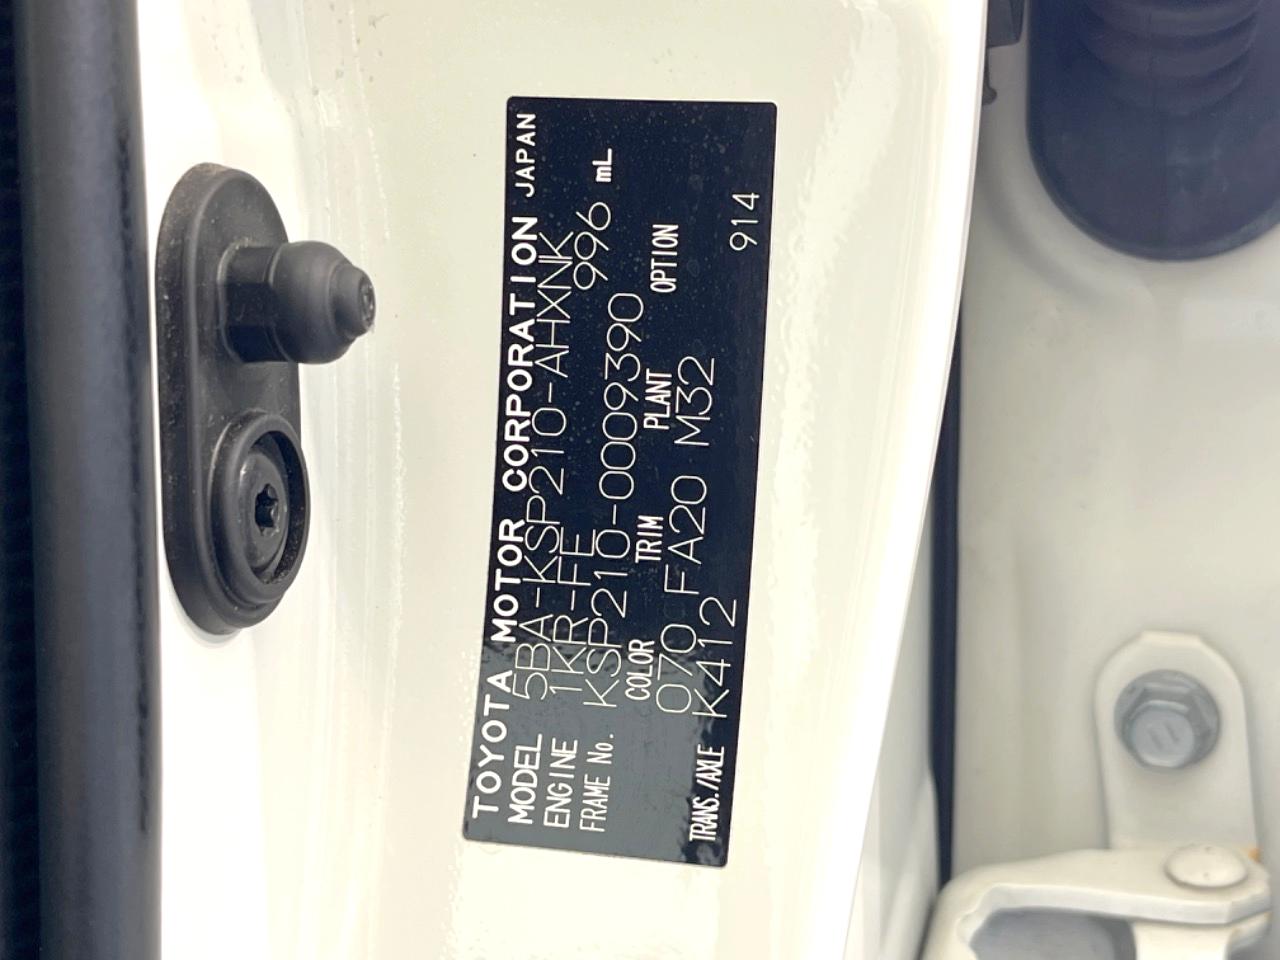 TOYOTA MOTOR CORPORATION JAPAN
MODEL 5BA-KSP210-AHXNK
ENGINE 1KR-FE 996 mL
FRAME No. KSP210-0009390
COLOR TRIM PLANT OPTION
070 FA20 M32
TRANS./AXLE K412 914